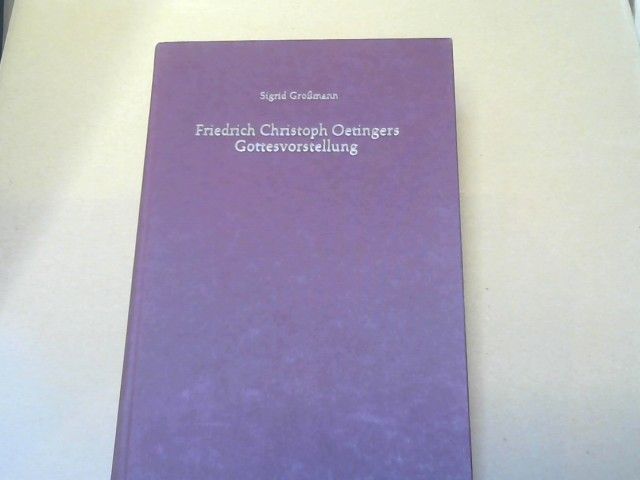 Sigrid Großmann
Friedrich Christoph Oetingers
Gottesvorstellung